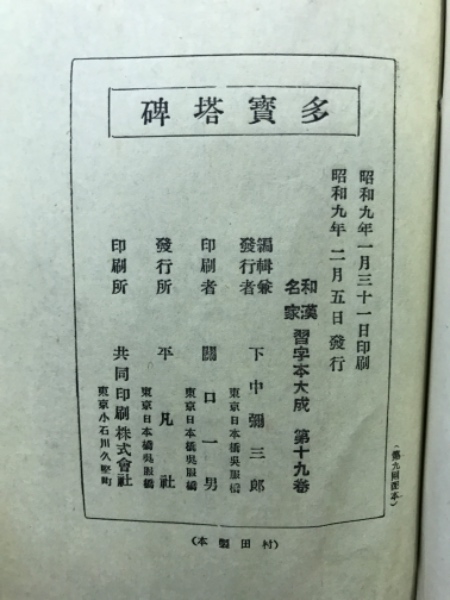 多寶塔碑
昭和九年一月三十一日印刷
昭和九年二月五日發行
和漢名家 習字本大成 第十九卷
編輯兼發行者 下中彌三郎
東京日本橋吳服橋
印刷者 關口一男
東京日本橋吳服橋
發行所 平凡社
東京日本橋吳服橋
印刷所 共同印刷株式會社
東京小石川久堅町
(第九回配本)
(村田製本)